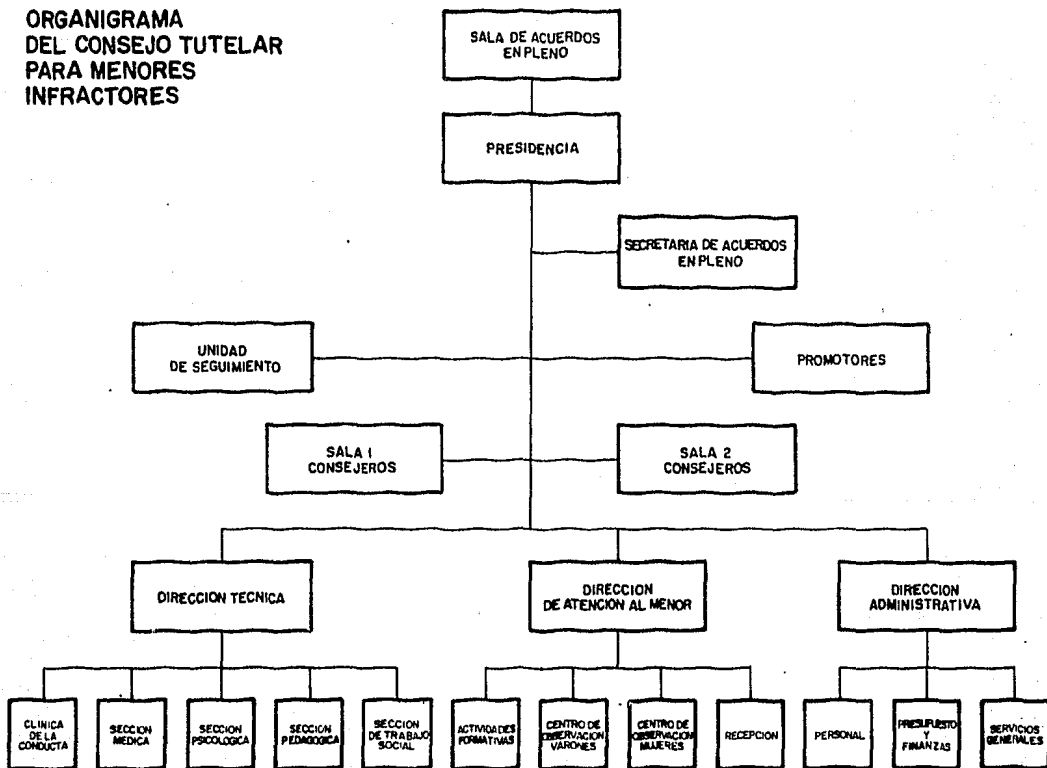 ORGANIGRAMA
DEL CONSEJO TUTELAR
PARA MENORES
INFRACTORES
SALA DE ACUERDOS
EN PLENO
PRESIDENCIA
SECRETARIA DE ACUERDOS
EN PLENO
UNIDAD
DE SEGUIMIENTO
PROMOTORES
SALA 1
CONSEJEROS
SALA 2
CONSEJEROS
DIRECCION TECNICA
DIRECCION
DE ATENCION AL MENOR
DIRECCION
ADMINISTRATIVA
CLINICA
DE LA
CONDUCTA
SECCION
MEDICA
SECCION
PSICOLOGICA
SECCION
PEDAGOGICA
SECCION
DE TRABAJO
SOCIAL
ACTIVIDADES
FORMATIVAS
CENTRO DE
OBSERVACION
VARONES
CENTRO DE
OBSERVACION
MUJERES
RECEPCION
PERSONAL
PRESUPUESTO
Y
FINANZAS
SERVICIOS
GENERALES